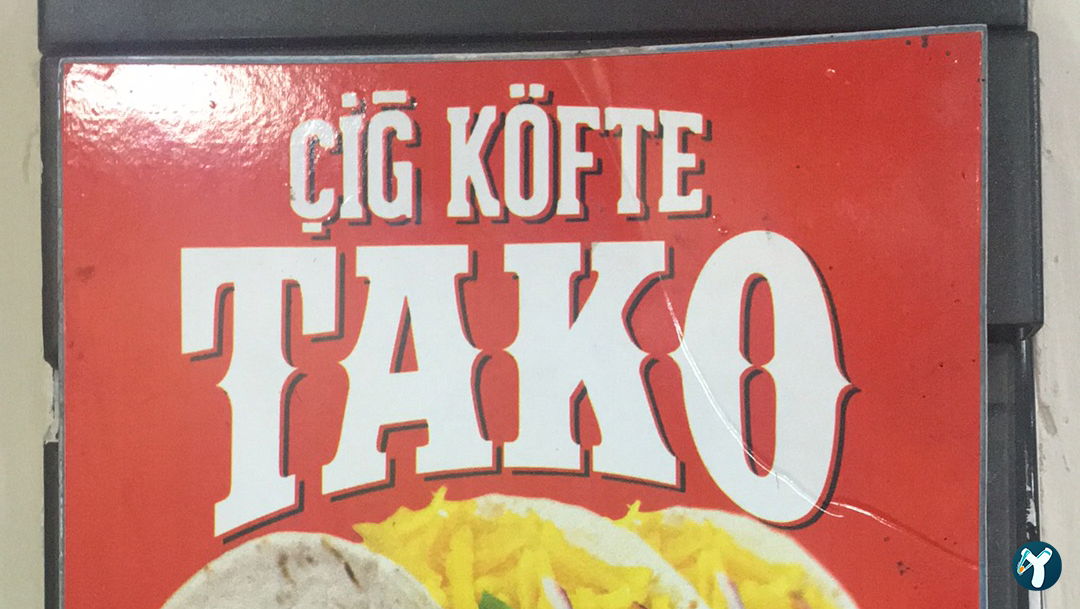 ÇİĞ KÖFTE
TAKO